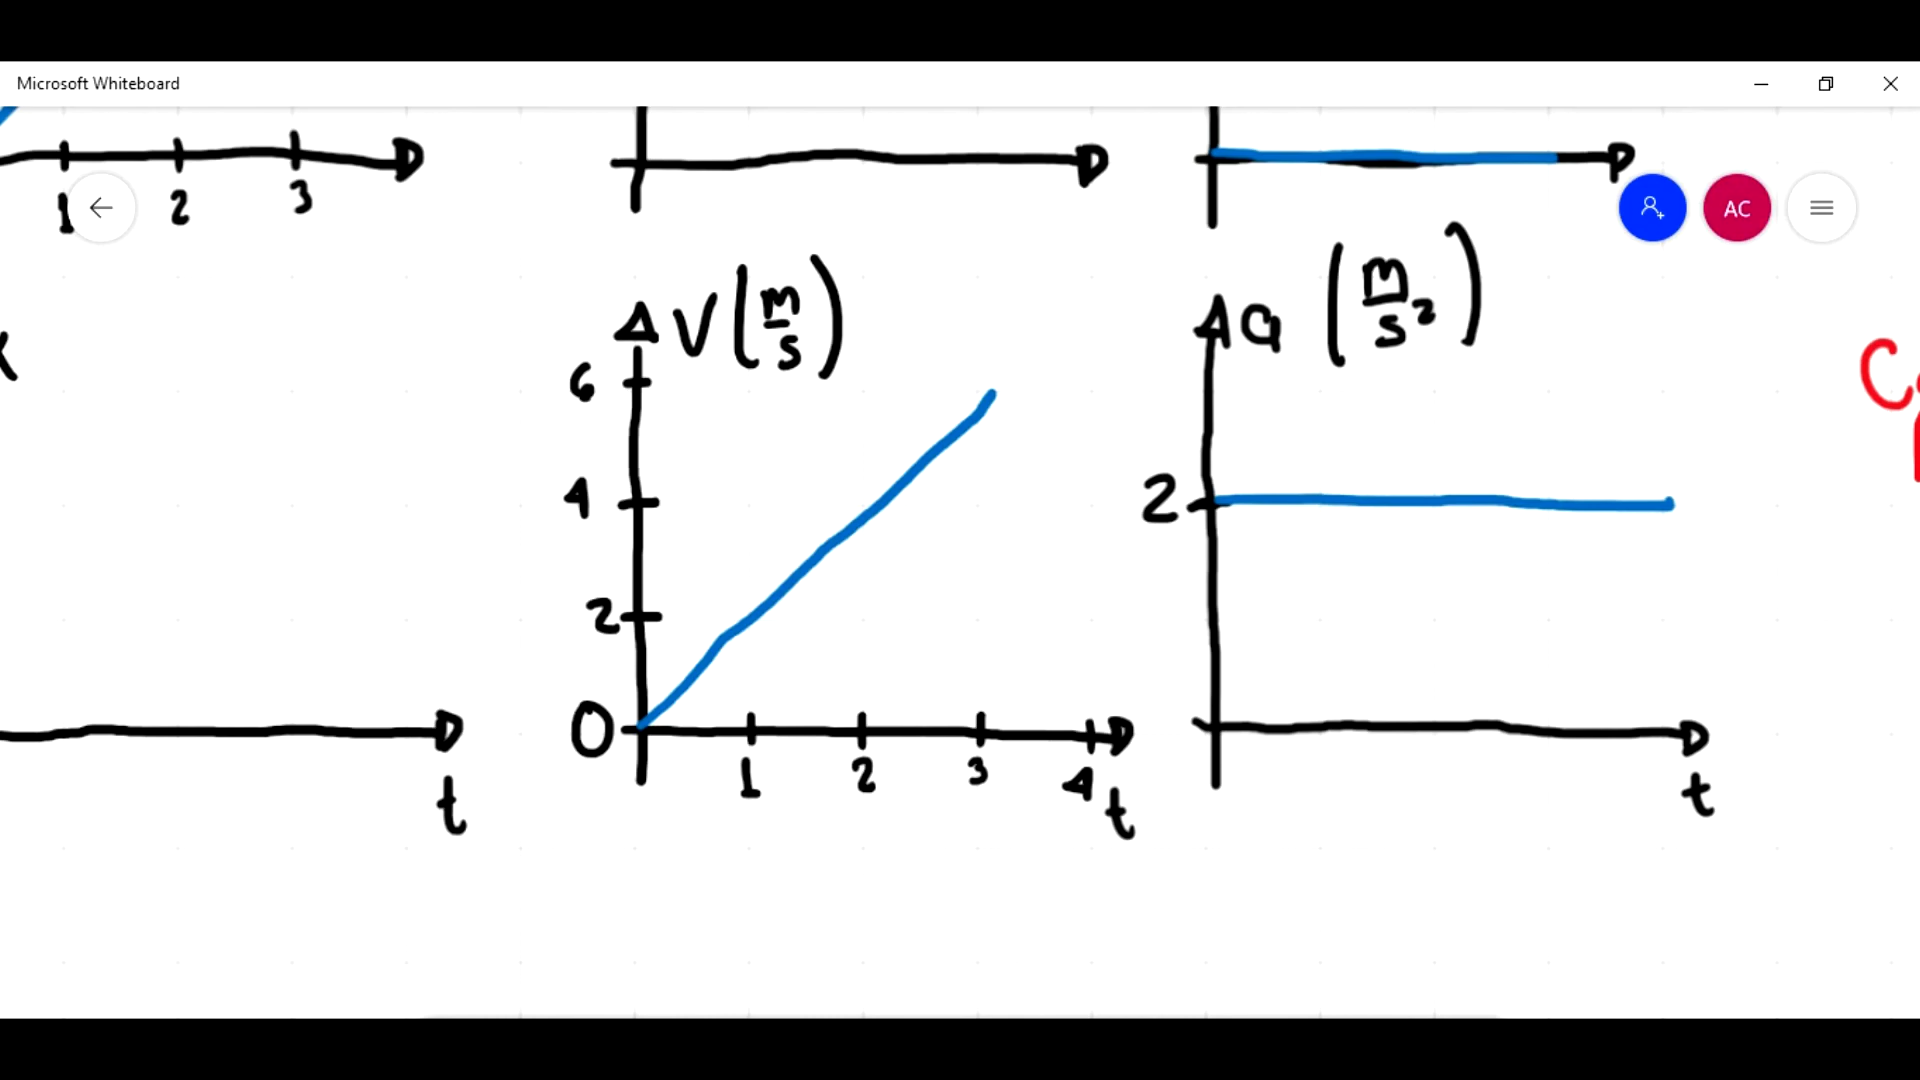 Microsoft Whiteboard
1 2 3
AC
V (m/s)
a (m/s²)
6
4
2
0
1 2 3 4
t
2
t
t